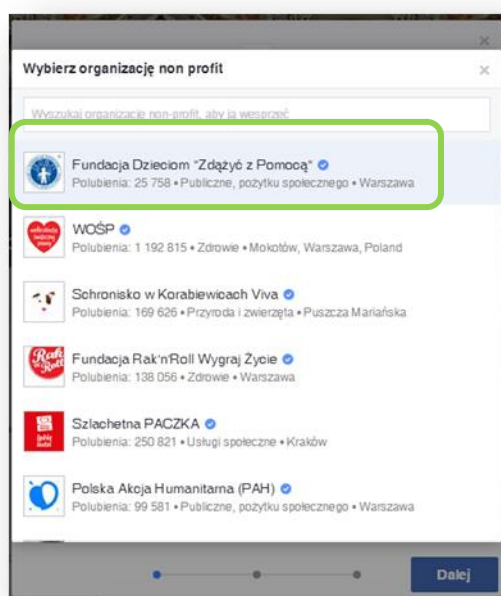 Wybierz organizację non profit
Wyszukaj organizacje non-profit, aby ją wesprzeć
Fundacja Dzieciom "Zdążyć z Pomocą"
Polubienia: 25 758 • Publiczne, pożytku społecznego • Warszawa
WOŚP
Polubienia: 1 192 815 • Zdrowie • Mokotów, Warszawa, Poland
Schronisko w Korabiewicach Viva
Polubienia: 169 626 • Przyroda i zwierzęta • Puszcza Mariańska
Rak n Roll
Fundacja Rak'n'Roll Wygraj Życie
Polubienia: 138 056 • Zdrowie • Warszawa
Szlachetna PACZKA
Polubienia: 250 821 • Usługi społeczne • Kraków
Polska Akcja Humanitarna (PAH)
Polubienia: 99 581 • Publiczne, pożytku społecznego • Warszawa
Dalej